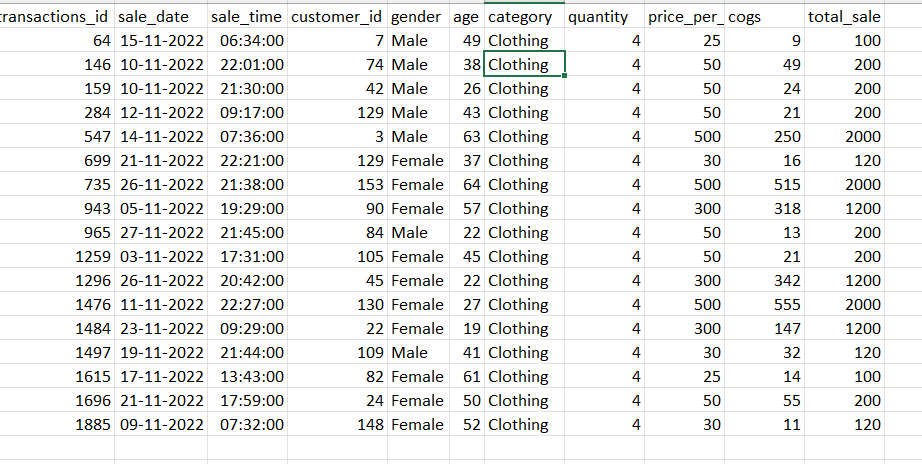 transactions_id sale_date sale_time customer_id gender age category quantity price_per_ cogs total_sale
64 15-11-2022 06:34:00 7 Male 49 Clothing 4 25 9 100
146 10-11-2022 22:01:00 74 Male 38 Clothing 4 50 49 200
159 10-11-2022 21:30:00 42 Male 26 Clothing 4 50 24 200
284 12-11-2022 09:17:00 129 Male 43 Clothing 4 50 21 200
547 14-11-2022 07:36:00 3 Male 63 Clothing 4 500 250 2000
699 21-11-2022 22:21:00 129 Female 37 Clothing 4 30 16 120
735 26-11-2022 21:38:00 153 Female 64 Clothing 4 500 515 2000
943 05-11-2022 19:29:00 90 Female 57 Clothing 4 300 318 1200
965 27-11-2022 21:45:00 84 Male 22 Clothing 4 50 13 200
1259 03-11-2022 17:31:00 105 Female 45 Clothing 4 50 21 200
1296 26-11-2022 20:42:00 45 Female 22 Clothing 4 300 342 1200
1476 11-11-2022 22:27:00 130 Female 27 Clothing 4 500 555 2000
1484 23-11-2022 09:29:00 22 Female 19 Clothing 4 300 147 1200
1497 19-11-2022 21:44:00 109 Male 41 Clothing 4 30 32 120
1615 17-11-2022 13:43:00 82 Female 61 Clothing 4 25 14 100
1696 21-11-2022 17:59:00 24 Female 50 Clothing 4 50 55 200
1885 09-11-2022 07:32:00 148 Female 52 Clothing 4 30 11 120